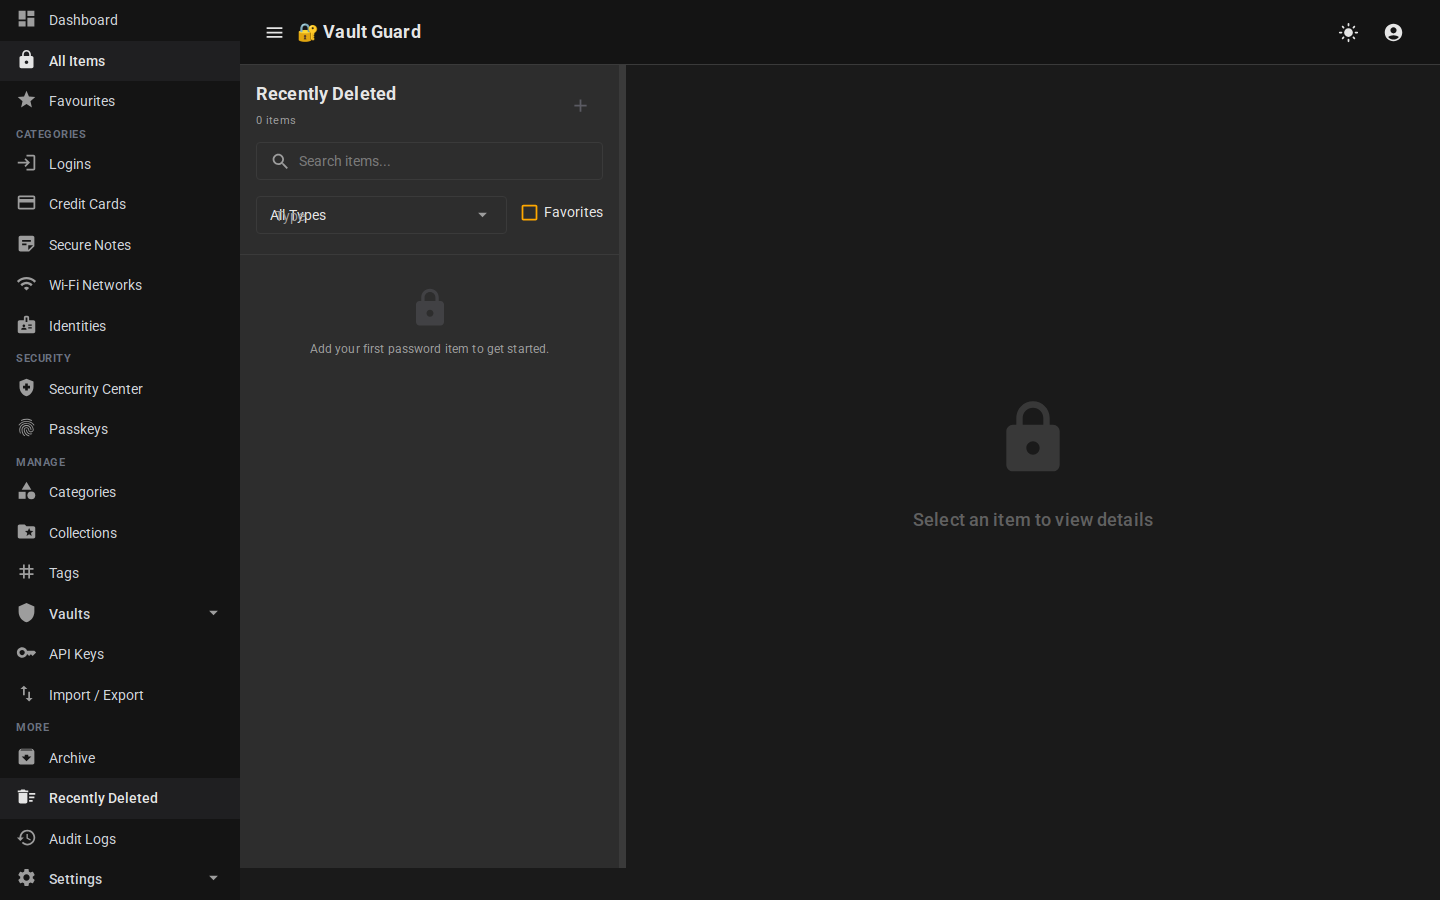 Dashboard
All Items
Favourites
CATEGORIES
Logins
Credit Cards
Secure Notes
Wi-Fi Networks
Identities
SECURITY
Security Center
Passkeys
MANAGE
Categories
Collections
Tags
Vaults
API Keys
Import / Export
MORE
Archive
Recently Deleted
Audit Logs
Settings
Vault Guard
Recently Deleted
0 items
Search items...
Type
All Types
Favorites
Add your first password item to get started.
Select an item to view details